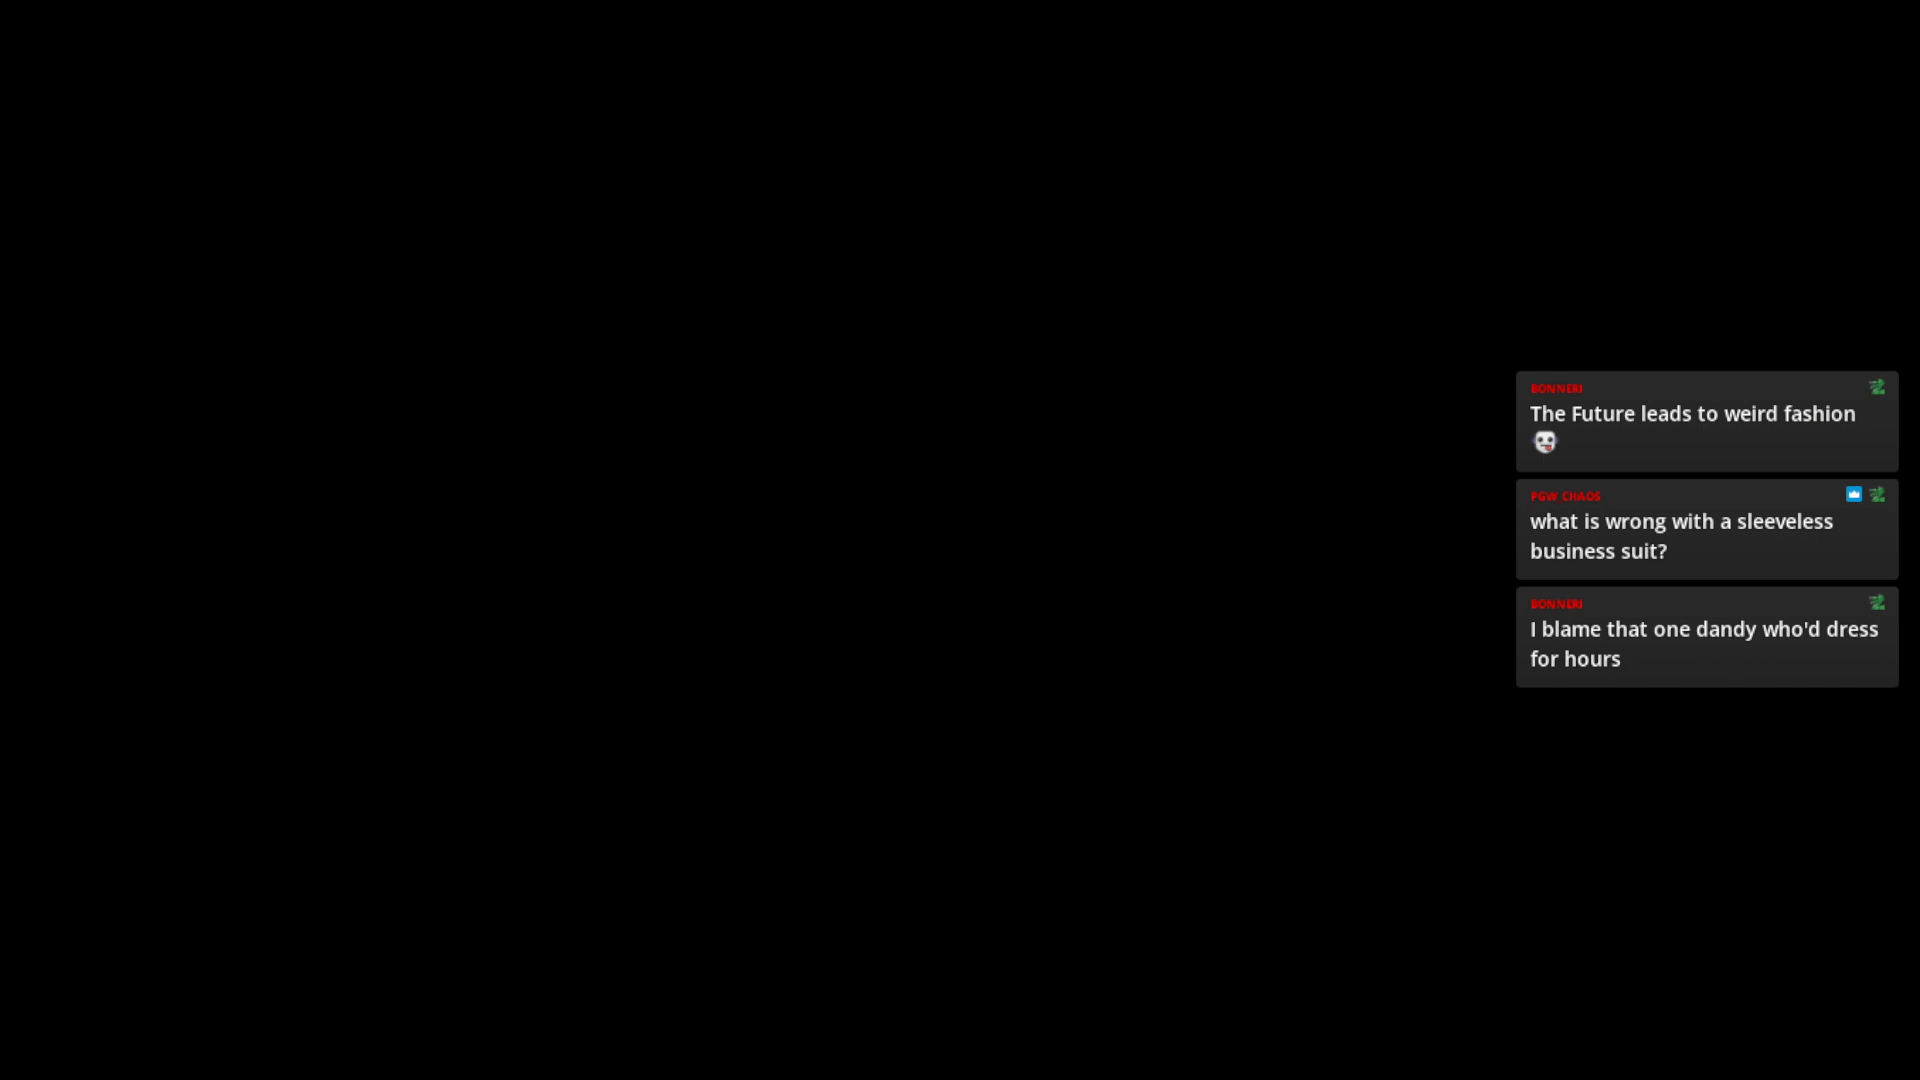 BONNERI
The Future leads to weird fashion
PGW CHAOS
what is wrong with a sleeveless
business suit?
BONNERI
I blame that one dandy who'd dress
for hours